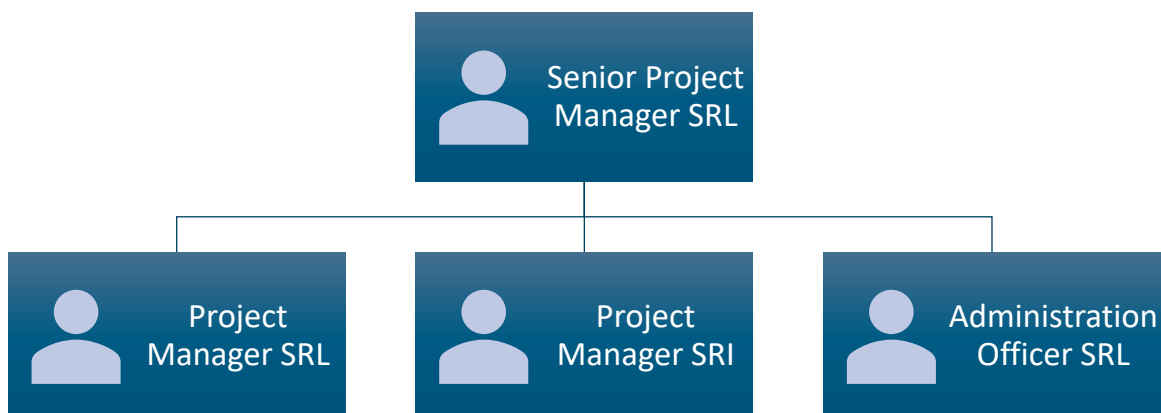 Senior Project
Manager SRL
Project
Manager SRL
Project
Manager SRI
Administration
Officer SRL